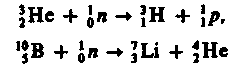 ³₂He + ¹₀n → ³₁H + ¹₁p,
¹⁰₅B + ¹₀n → ⁷₃Li + ⁴₂He